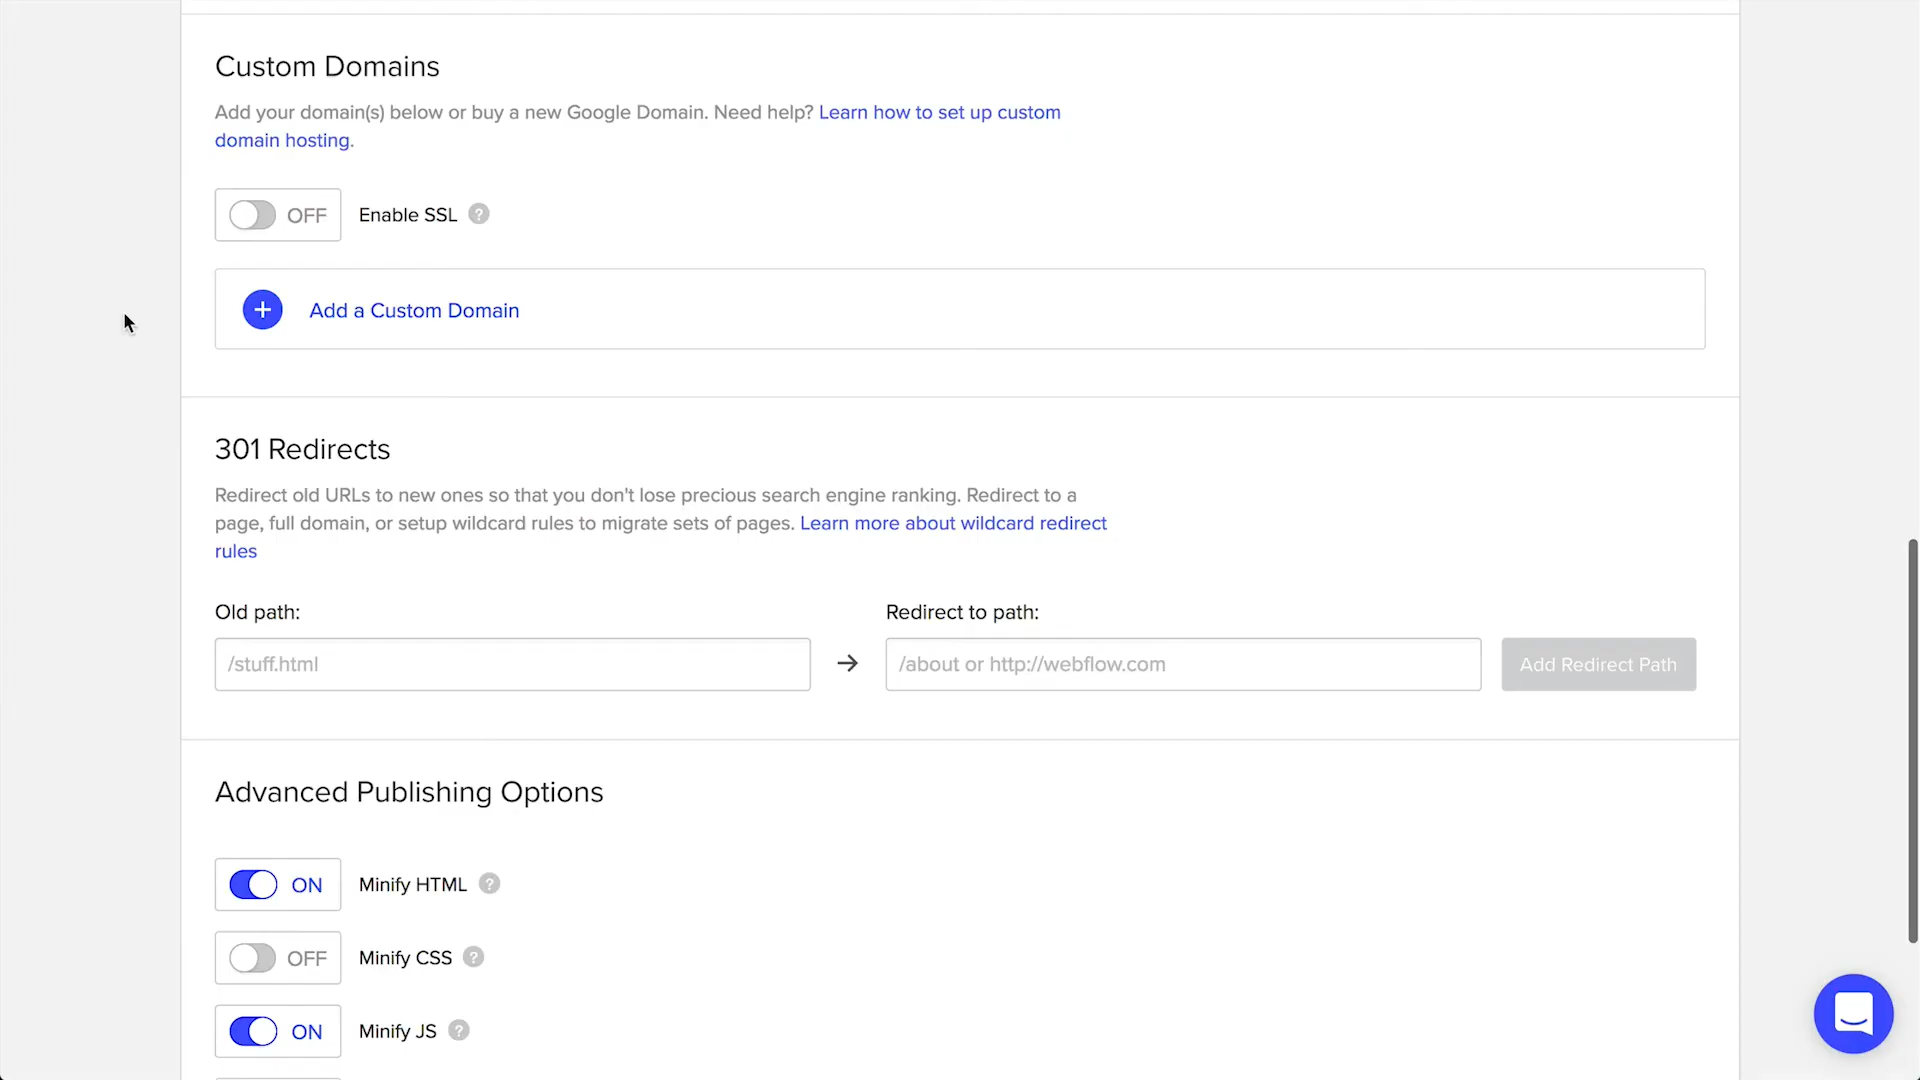 Custom Domains
Add your domain(s) below or buy a new Google Domain. Need help? Learn how to set up custom
domain hosting.
OFF Enable SSL ?
+ Add a Custom Domain
301 Redirects
Redirect old URLs to new ones so that you don't lose precious search engine ranking. Redirect to a
page, full domain, or setup wildcard rules to migrate sets of pages. Learn more about wildcard redirect
rules
Old path: Redirect to path:
/stuff.html → /about or http://webflow.com Add Redirect Path
Advanced Publishing Options
ON Minify HTML ?
OFF Minify CSS ?
ON Minify JS ?